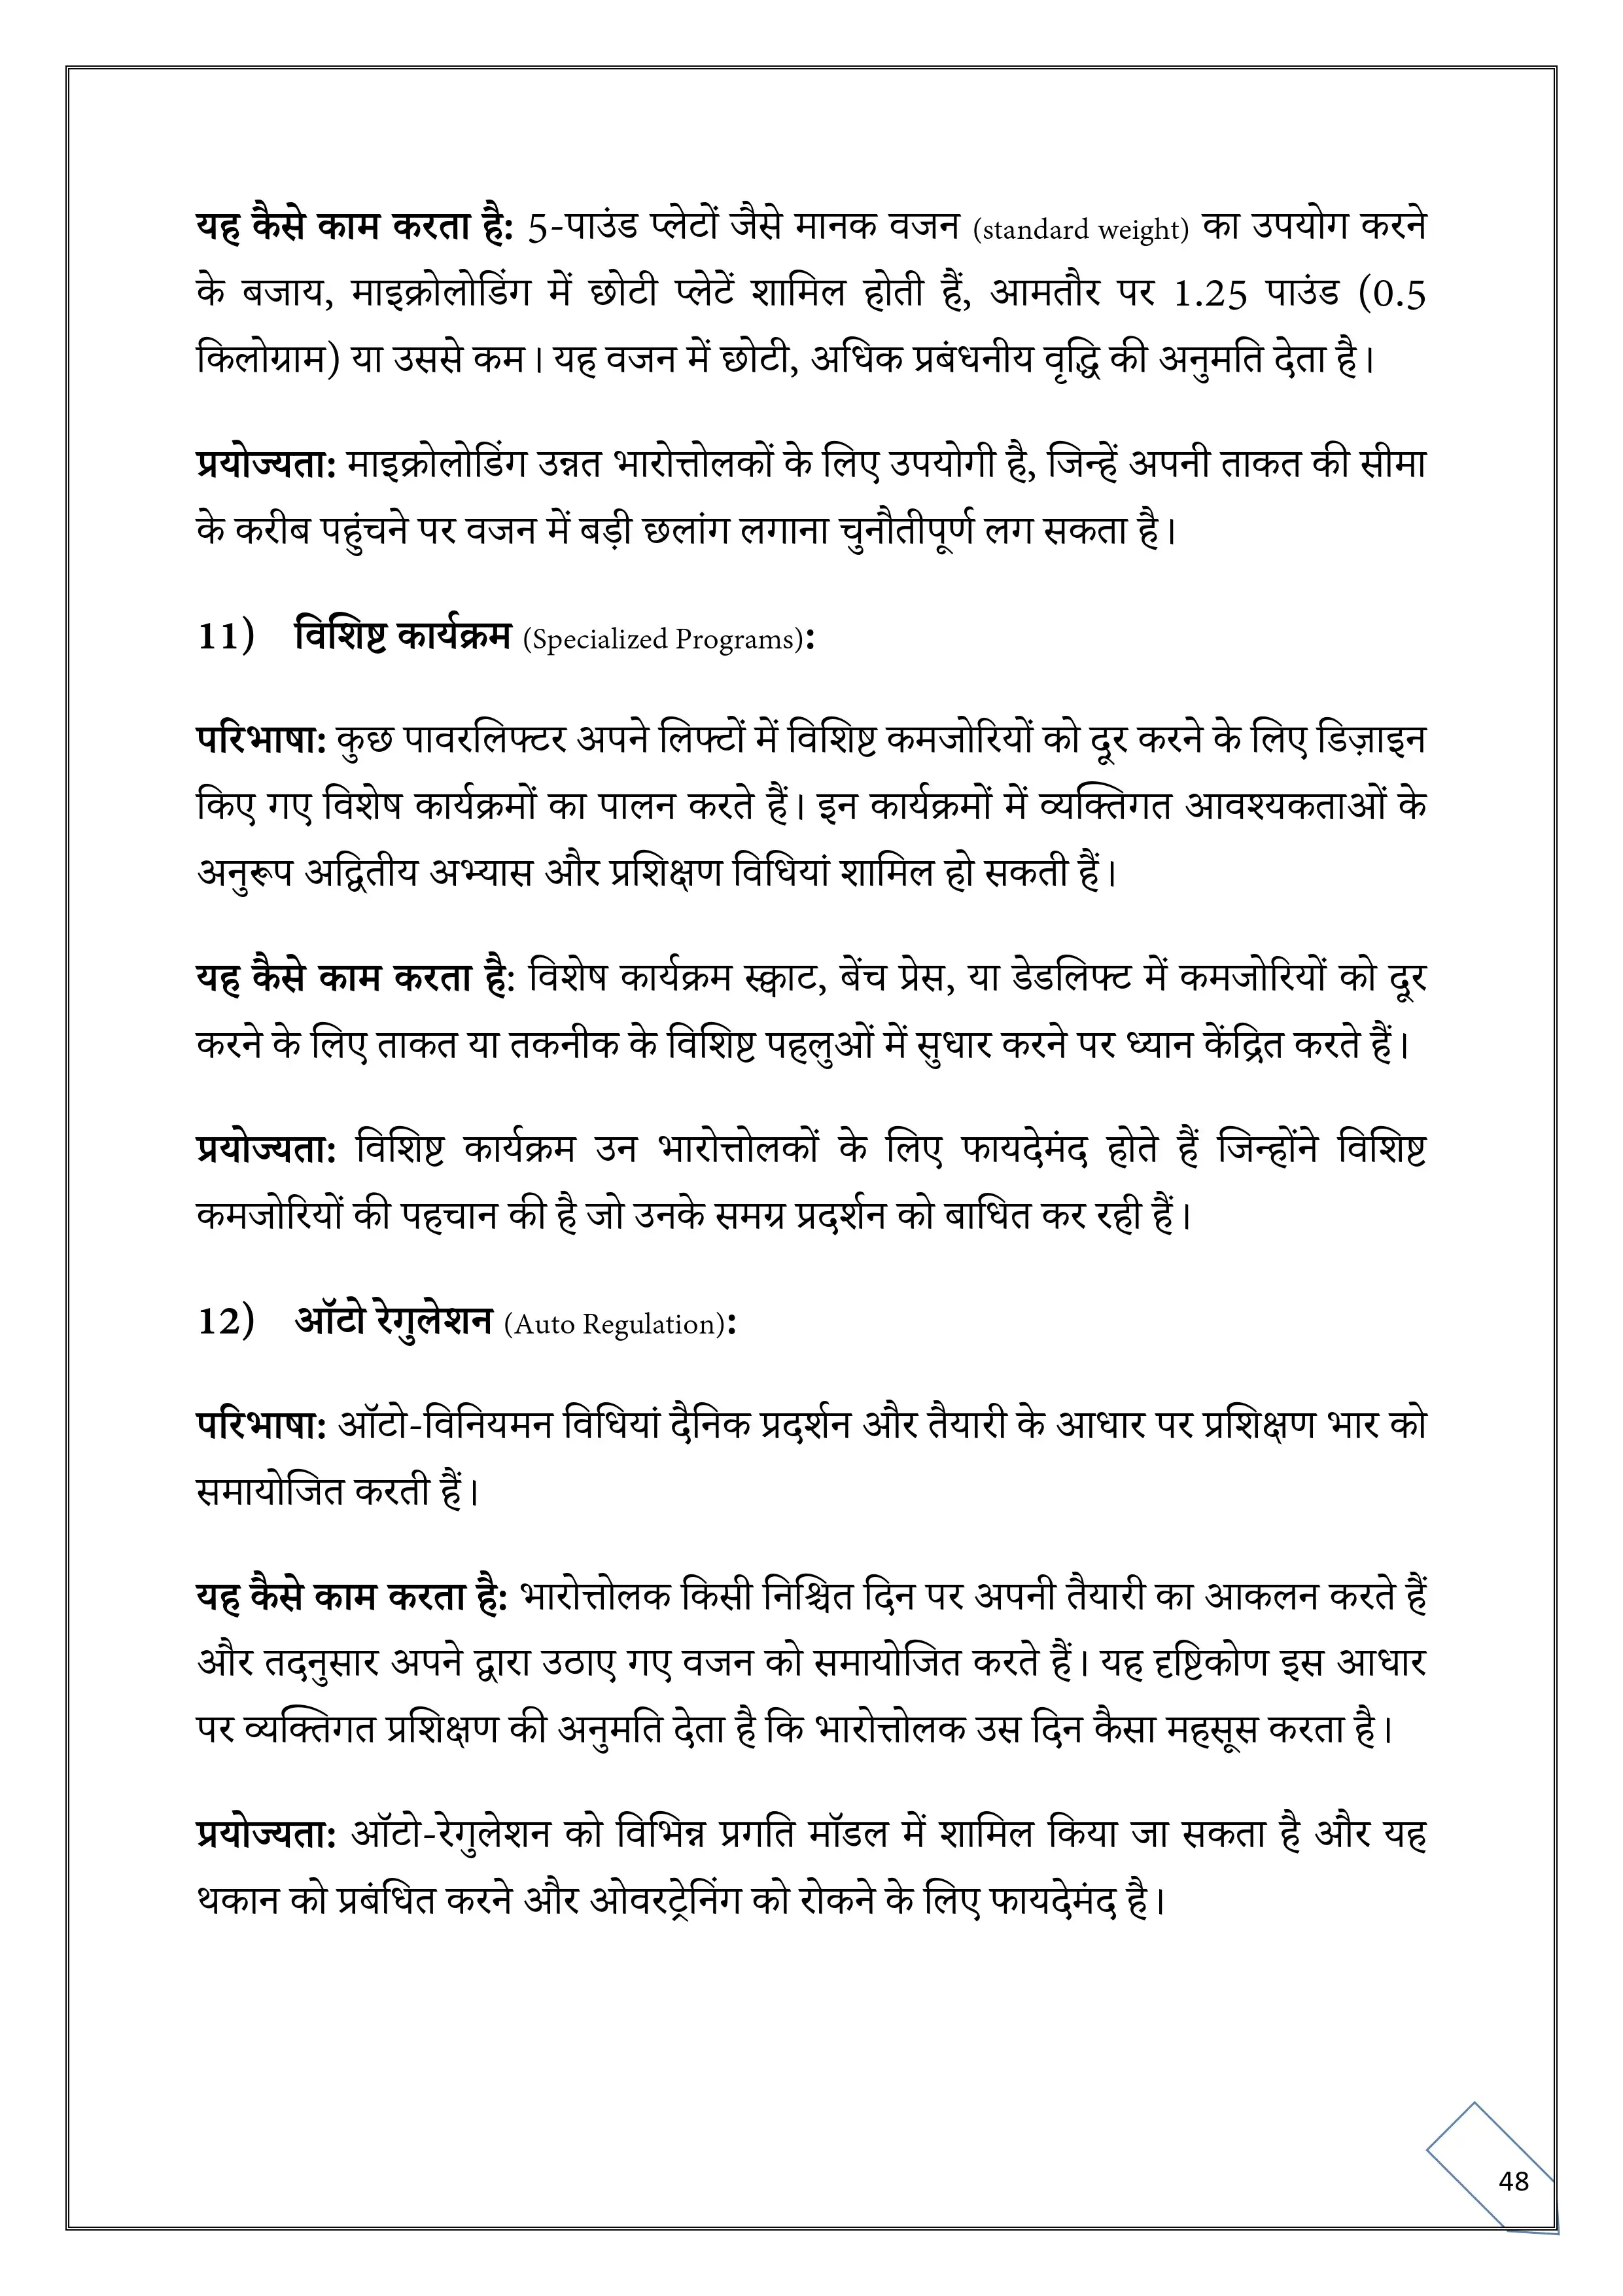 यह कैसे काम करता है: 5-पाउंड प्लेटों जैसे मानक वजन (standard weight) का उपयोग करने
के बजाय, माइक्रोलोडिंग में छोटी प्लेटें शामिल होती हैं, आमतौर पर 1.25 पाउंड (0.5
किलोग्राम) या उससे कम। यह वजन में छोटी, अधिक प्रबंधनीय वृद्धि की अनुमति देता है।
प्रयोज्यता: माइक्रोलोडिंग उन्नत भारोत्तोलकों के लिए उपयोगी है, जिन्हें अपनी ताकत की सीमा
के करीब पहुंचने पर वजन में बड़ी छलांग लगाना चुनौतीपूर्ण लग सकता है।
11) विशिष्ट कार्यक्रम (Specialized Programs):
परिभाषा: कुछ पावरलिफ्टर अपने लिफ्टों में विशिष्ट कमजोरियों को दूर करने के लिए डिज़ाइन
किए गए विशेष कार्यक्रमों का पालन करते हैं। इन कार्यक्रमों में व्यक्तिगत आवश्यकताओं के
अनुरूप अद्वितीय अभ्यास और प्रशिक्षण विधियां शामिल हो सकती हैं।
यह कैसे काम करता है: विशेष कार्यक्रम स्क्वाट, बेंच प्रेस, या डेडलिफ्ट में कमजोरियों को दूर
करने के लिए ताकत या तकनीक के विशिष्ट पहलुओं में सुधार करने पर ध्यान केंद्रित करते हैं।
प्रयोज्यता: विशिष्ट कार्यक्रम उन भारोत्तोलकों के लिए फायदेमंद होते हैं जिन्होंने विशिष्ट
कमजोरियों की पहचान की है जो उनके समग्र प्रदर्शन को बाधित कर रही हैं।
12) ऑटो रेगुलेशन (Auto Regulation):
परिभाषा: ऑटो-विनियमन विधियां दैनिक प्रदर्शन और तैयारी के आधार पर प्रशिक्षण भार को
समायोजित करती हैं।
यह कैसे काम करता है: भारोत्तोलक किसी निश्चित दिन पर अपनी तैयारी का आकलन करते हैं
और तदनुसार अपने द्वारा उठाए गए वजन को समायोजित करते हैं। यह दृष्टिकोण इस आधार
पर व्यक्तिगत प्रशिक्षण की अनुमति देता है कि भारोत्तोलक उस दिन कैसा महसूस करता है।
प्रयोज्यता: ऑटो-रेगुलेशन को विभिन्न प्रगति मॉडल में शामिल किया जा सकता है और यह
थकान को प्रबंधित करने और ओवरट्रेनिंग को रोकने के लिए फायदेमंद है।
48